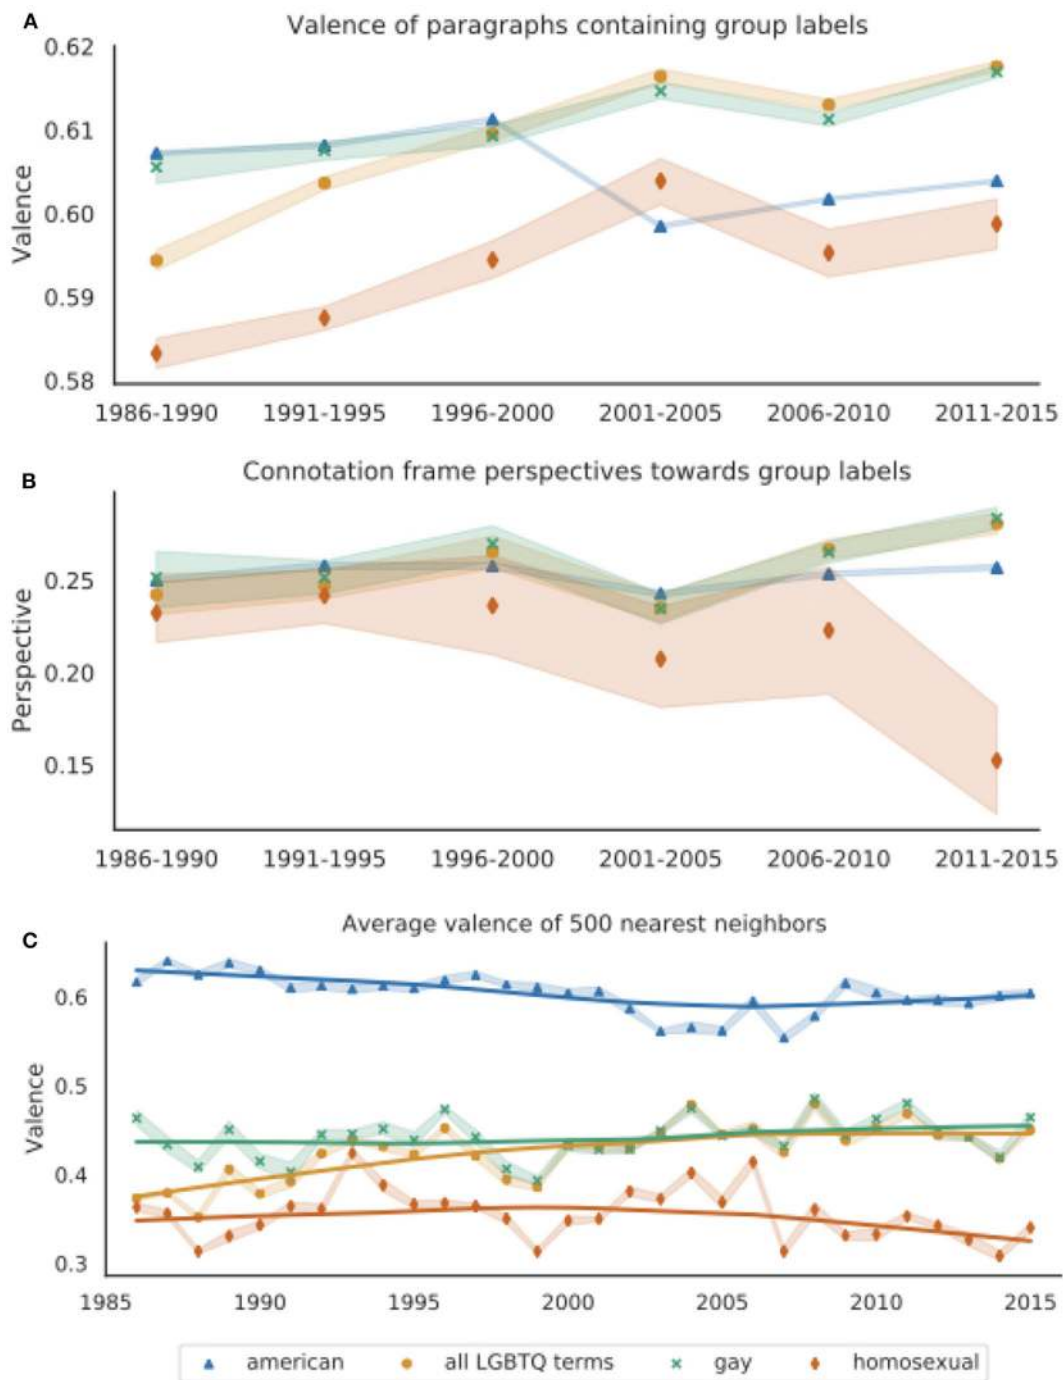 A
Valence of paragraphs containing group labels
0.62
0.61
0.60
0.59
0.58
Valence
1986-1990 1991-1995 1996-2000 2001-2005 2006-2010 2011-2015
B
Connotation frame perspectives towards group labels
0.25
0.20
0.15
Perspective
1986-1990 1991-1995 1996-2000 2001-2005 2006-2010 2011-2015
C
Average valence of 500 nearest neighbors
0.6
0.5
0.4
0.3
Valence
1985 1990 1995 2000 2005 2010 2015
american all LGBTQ terms gay homosexual